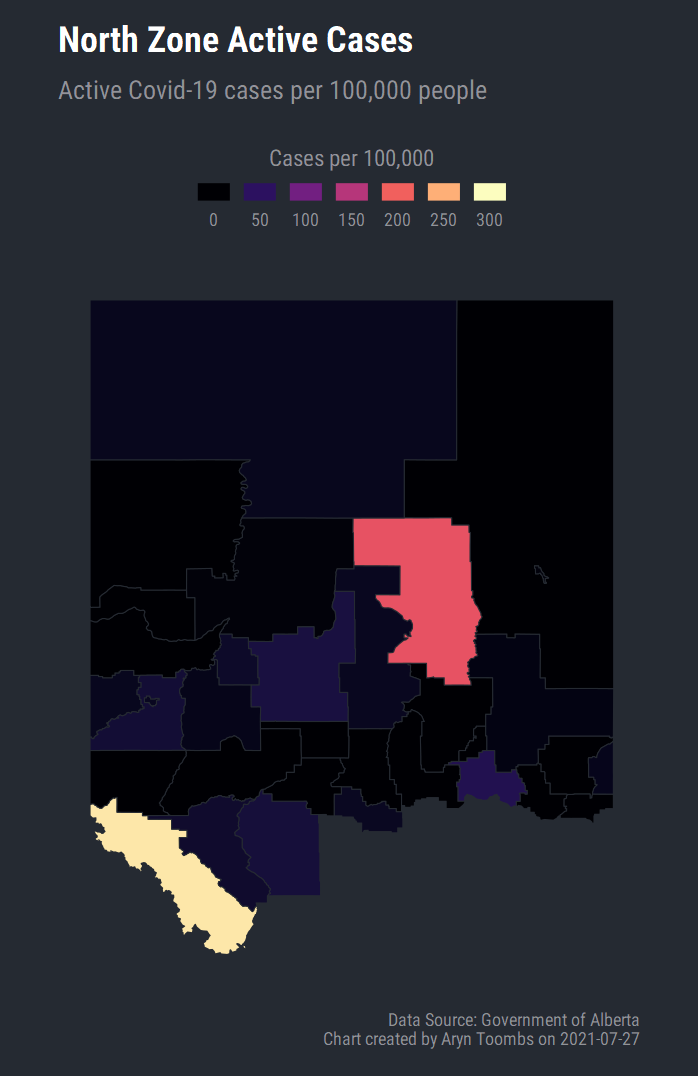 North Zone Active Cases
Active Covid-19 cases per 100,000 people
Cases per 100,000
0 50 100 150 200 250 300
Data Source: Government of Alberta
Chart created by Aryn Toombs on 2021-07-27